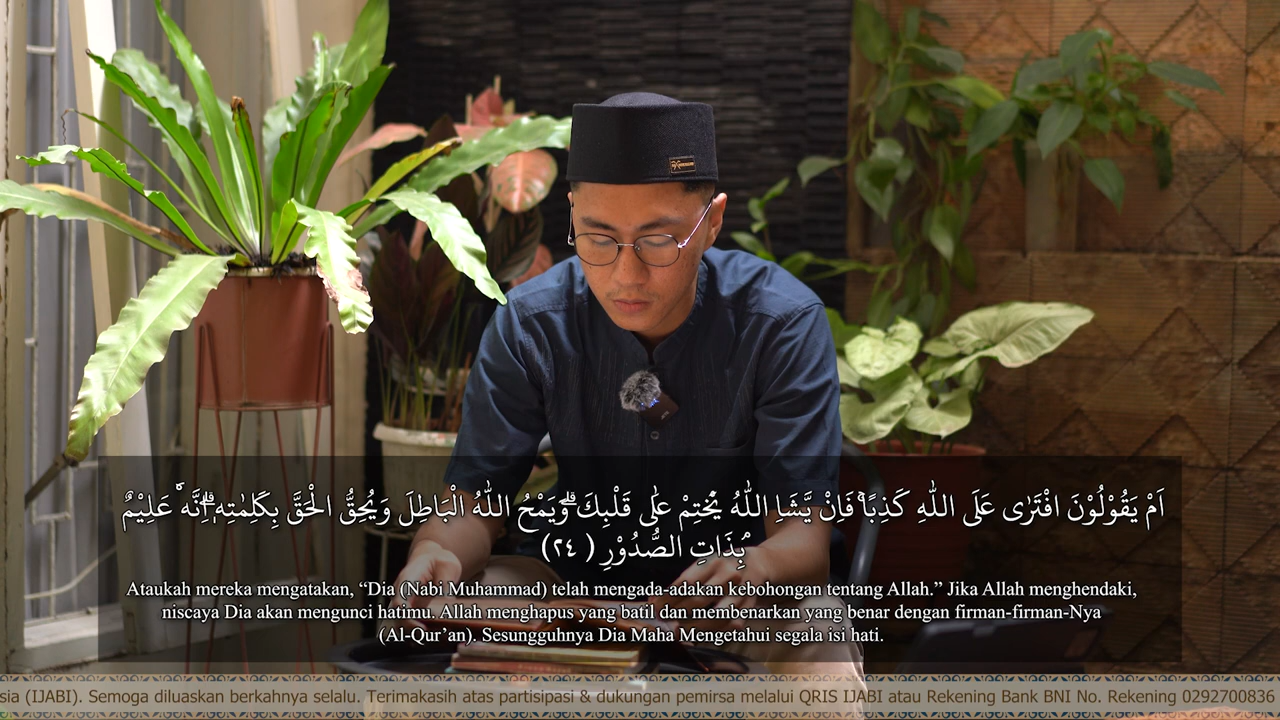 اَمْ يَقُوْلُوْنَ افْتَرٰى عَلَى اللّٰهِ كَذِبًاۚ فَاِنْ يَّشَاِ اللّٰهُ يَخْتِمْ عَلٰى قَلْبِكَ ۗوَيَمْحُ اللّٰهُ الْبَاطِلَ وَيُحِقُّ الْحَقَّ بِكَلِمٰتِهٖ ۗاِنَّهٗ عَلِيْمٌ
ۢبِذَاتِ الصُّدُوْرِ ( ٢٤)
Ataukah mereka mengatakan, “Dia (Nabi Muhammad) telah mengada-adakan kebohongan tentang Allah.” Jika Allah menghendaki,
niscaya Dia akan mengunci hatimu. Allah menghapus yang batil dan membenarkan yang benar dengan firman-firman-Nya
(Al-Qur’an). Sesungguhnya Dia Maha Mengetahui segala isi hati.
sia (IJABI). Semoga diluaskan berkahnya selalu. Terimakasih atas partisipasi & dukungan pemirsa melalui QRIS IJABI atau Rekening Bank BNI No. Rekening 0292700836